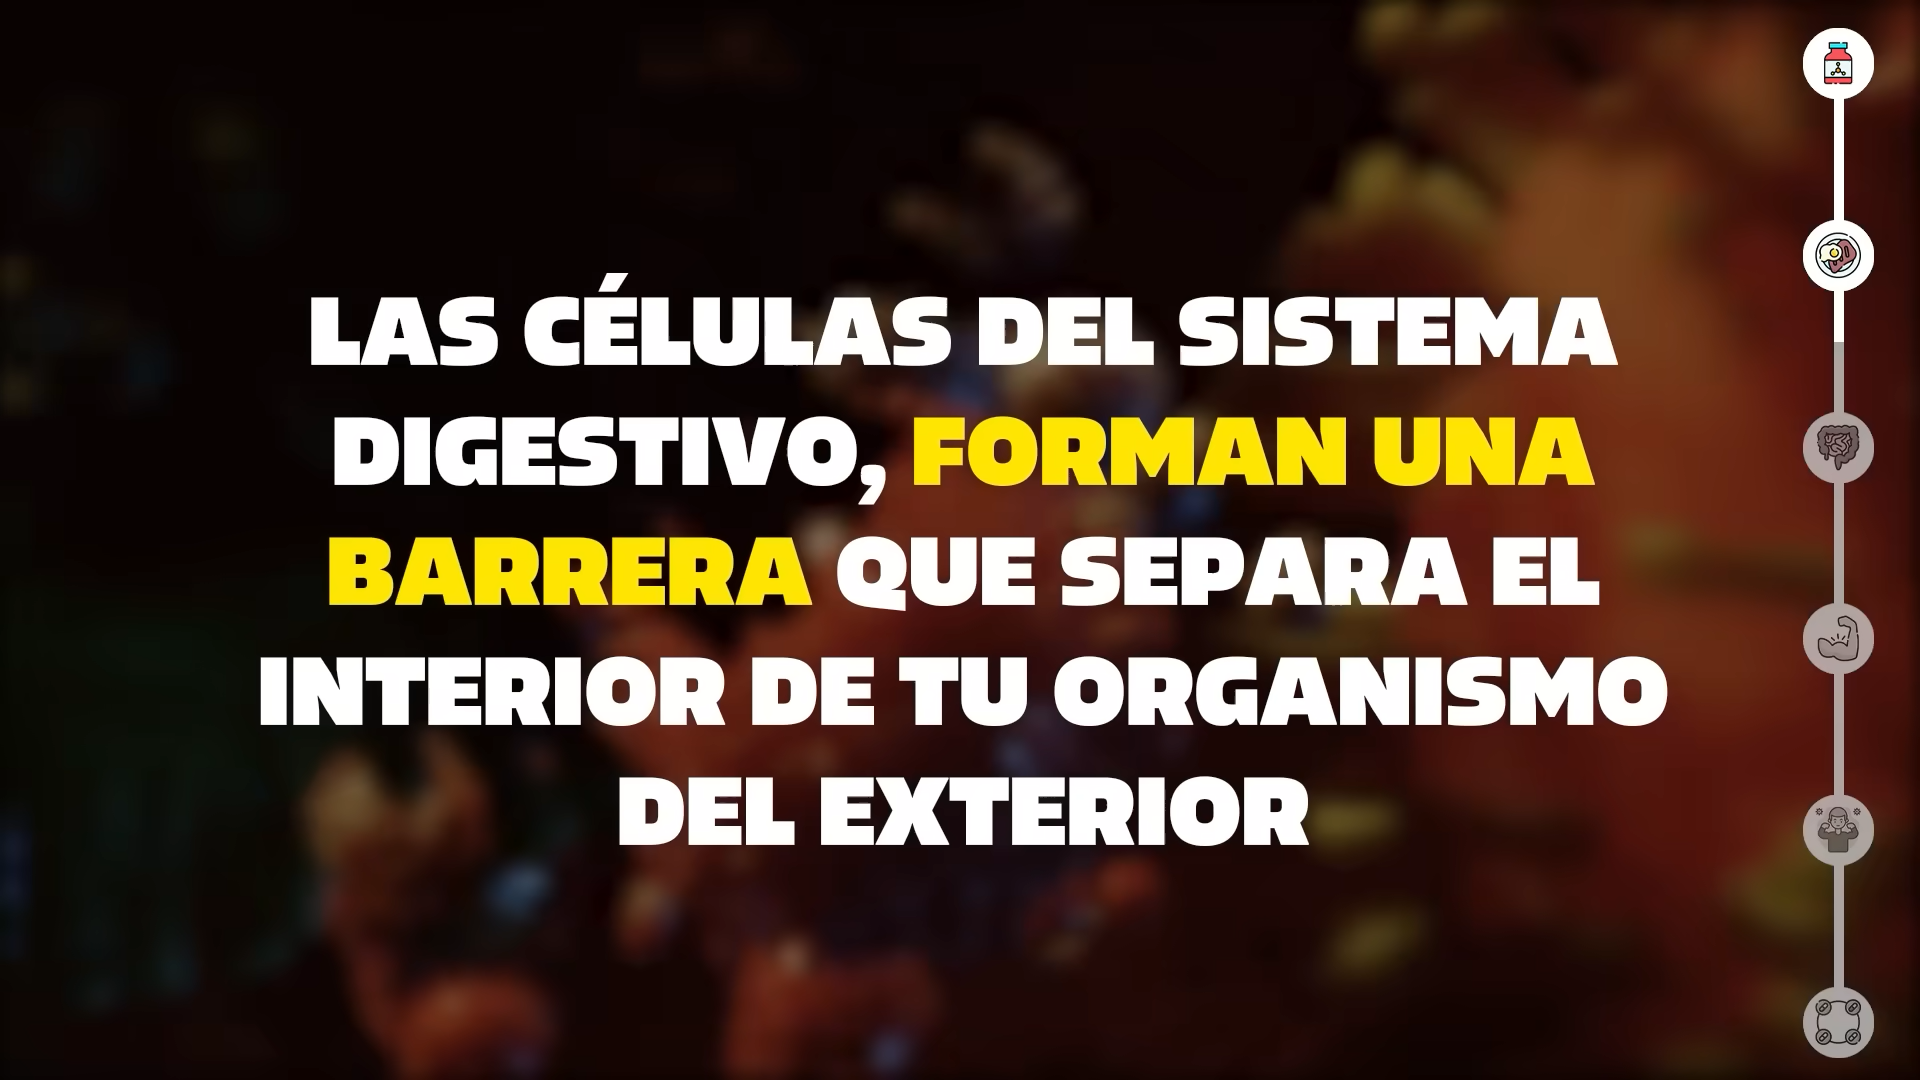 LAS CÉLULAS DEL SISTEMA
DIGESTIVO, FORMAN UNA
BARRERA QUE SEPARA EL
INTERIOR DE TU ORGANISMO
DEL EXTERIOR